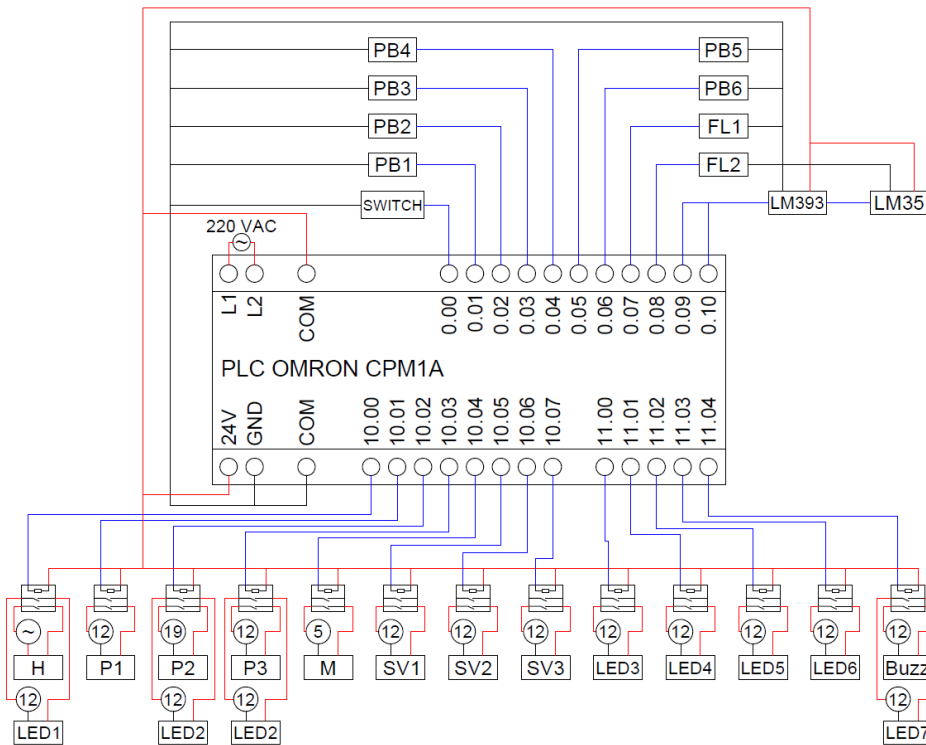 PB4 PB5
PB3 PB6
PB2 FL1
PB1 FL2
SWITCH LM393 LM35
220 VAC
~
L1 L2 COM 0.00 0.01 0.02 0.03 0.04 0.05 0.06 0.07 0.08 0.09 0.10
PLC OMRON CPM1A
24V GND COM 10.00 10.01 10.02 10.03 10.04 10.05 10.06 10.07 11.00 11.01 11.02 11.03 11.04
~ 12 19 12 5 12 12 12 12 12 12 12 12
H P1 P2 P3 M SV1 SV2 SV3 LED3 LED4 LED5 LED6 Buzz
12 12 12 12
LED1 LED2 LED2 LED7